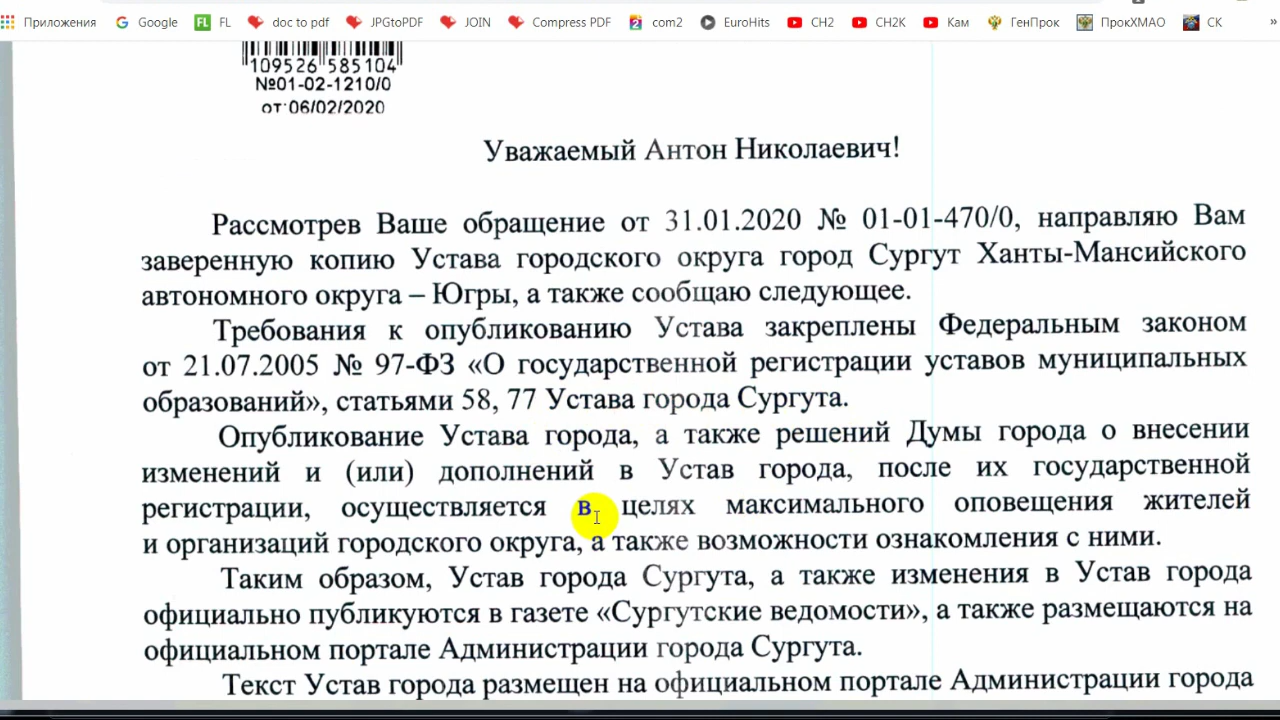 Приложения Google FL FL doc to pdf JPGtoPDF JOIN Compress PDF 2 com2 EuroHits CH2 CH2K Кам ГенПрок ПрокХМАО СК »
109526 585104
№01-02-1210/0
от 06/02/2020
Уважаемый Антон Николаевич!
Рассмотрев Ваше обращение от 31.01.2020 № 01-01-470/0, направляю Вам
заверенную копию Устава городского округа город Сургут Ханты-Мансийского
автономного округа – Югры, а также сообщаю следующее.
Требования к опубликованию Устава закреплены Федеральным законом
от 21.07.2005 № 97-ФЗ «О государственной регистрации уставов муниципальных
образований», статьями 58, 77 Устава города Сургута.
Опубликование Устава города, а также решений Думы города о внесении
изменений и (или) дополнений в Устав города, после их государственной
регистрации, осуществляется в целях максимального оповещения жителей
и организаций городского округа, а также возможности ознакомления с ними.
Таким образом, Устав города Сургута, а также изменения в Устав города
официально публикуются в газете «Сургутские ведомости», а также размещаются на
официальном портале Администрации города Сургута.
Текст Устав города размещен на официальном портале Администрации города